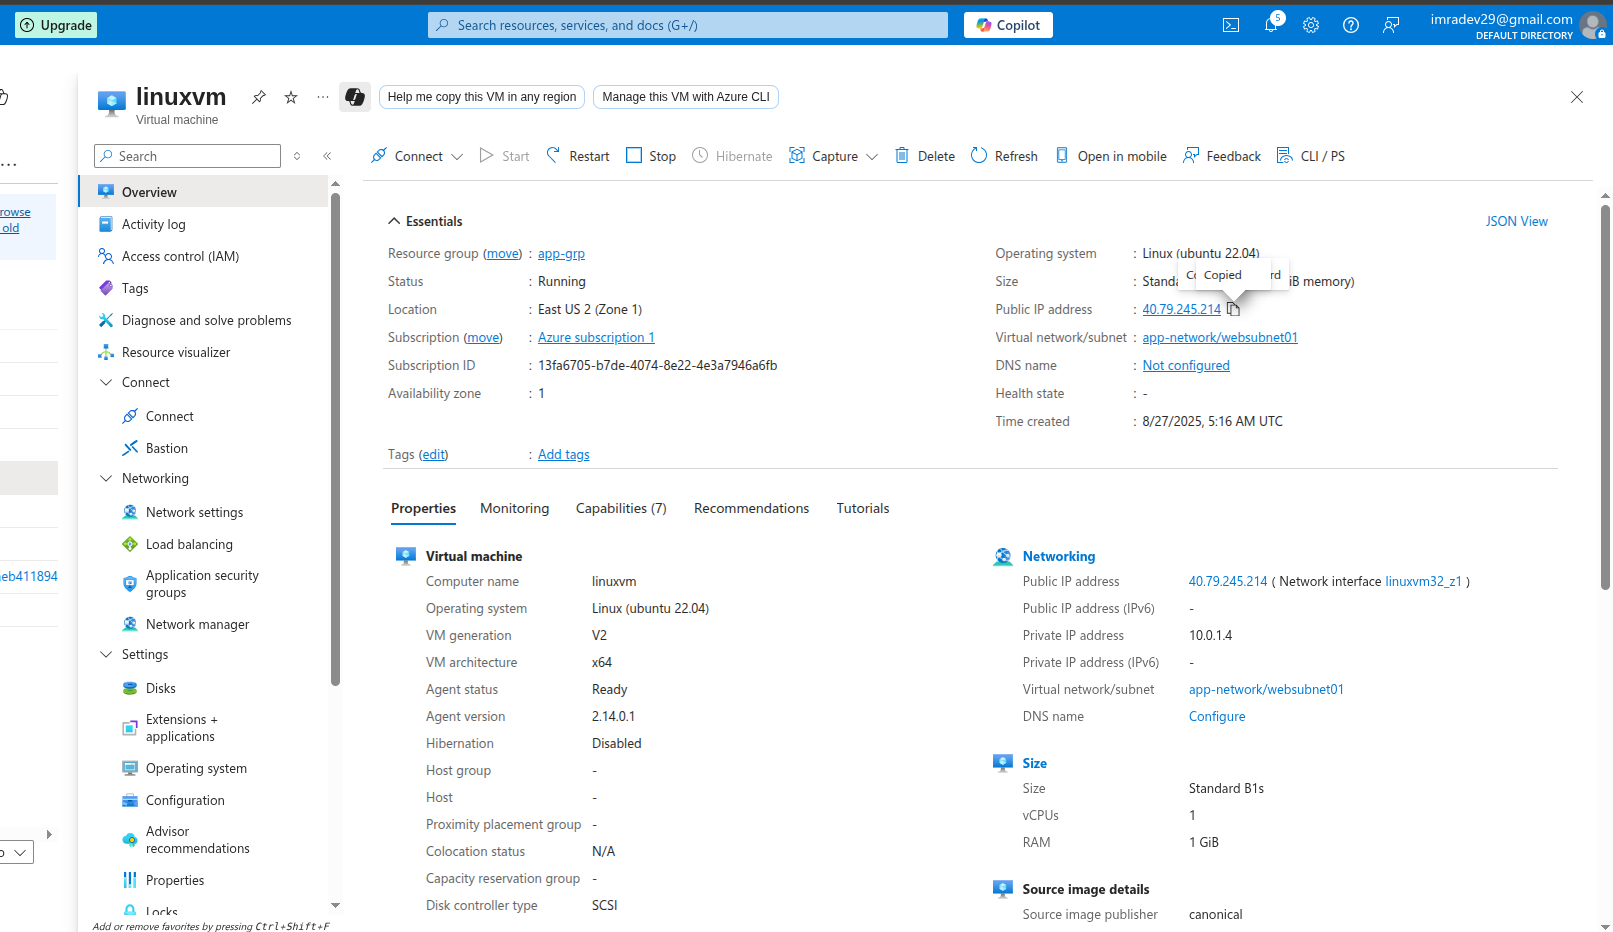 Upgrade
Search resources, services, and docs (G+/)
Copilot
5
imradev29@gmail.com
DEFAULT DIRECTORY
linuxvm
Virtual machine
Help me copy this VM in any region
Manage this VM with Azure CLI
Search
Connect
Start
Restart
Stop
Hibernate
Capture
Delete
Refresh
Open in mobile
Feedback
CLI / PS
rowse
old
eb411894
Overview
Activity log
Access control (IAM)
Tags
Diagnose and solve problems
Resource visualizer
Connect
Connect
Bastion
Networking
Network settings
Load balancing
Application security
groups
Network manager
Settings
Disks
Extensions +
applications
Operating system
Configuration
Advisor
recommendations
Properties
Locks
Add or remove favorites by pressing Ctrl+Shift+F
Essentials
JSON View
Resource group (move) : app-grp
Status : Running
Location : East US 2 (Zone 1)
Subscription (move) : Azure subscription 1
Subscription ID : 13fa6705-b7de-4074-8e22-4e3a7946a6fb
Availability zone : 1
Operating system : Linux (ubuntu 22.04)
Copied
Size : Standa iB memory)
Public IP address : 40.79.245.214
Virtual network/subnet : app-network/websubnet01
DNS name : Not configured
Health state : -
Time created : 8/27/2025, 5:16 AM UTC
Tags (edit) : Add tags
Properties
Monitoring
Capabilities (7)
Recommendations
Tutorials
Virtual machine
Computer name linuxvm
Operating system Linux (ubuntu 22.04)
VM generation V2
VM architecture x64
Agent status Ready
Agent version 2.14.0.1
Hibernation Disabled
Host group -
Host -
Proximity placement group -
Colocation status N/A
Capacity reservation group -
Disk controller type SCSI
Networking
Public IP address 40.79.245.214 ( Network interface linuxvm32_z1 )
Public IP address (IPv6) -
Private IP address 10.0.1.4
Private IP address (IPv6) -
Virtual network/subnet app-network/websubnet01
DNS name Configure
Size
Size Standard B1s
vCPUs 1
RAM 1 GiB
Source image details
Source image publisher canonical